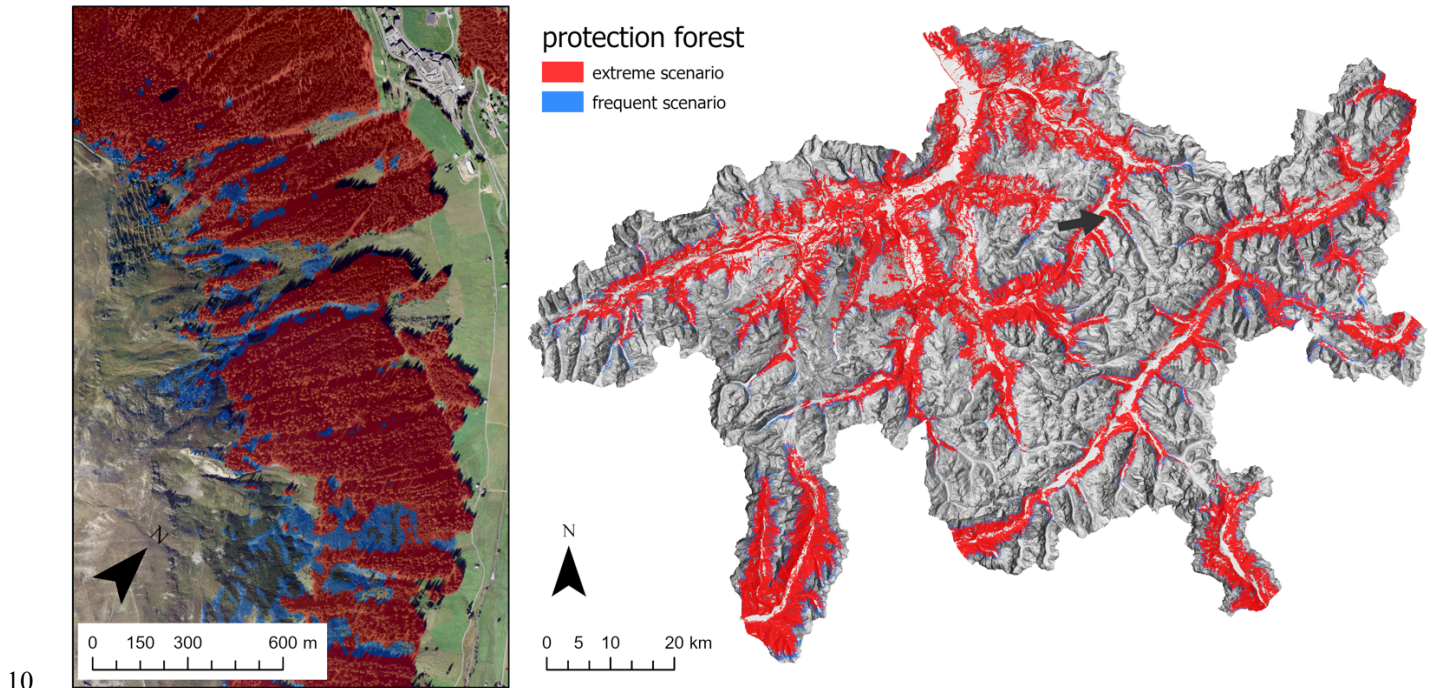 protection forest
extreme scenario
frequent scenario
N
0 150 300 600 m
N
0 5 10 20 km
10